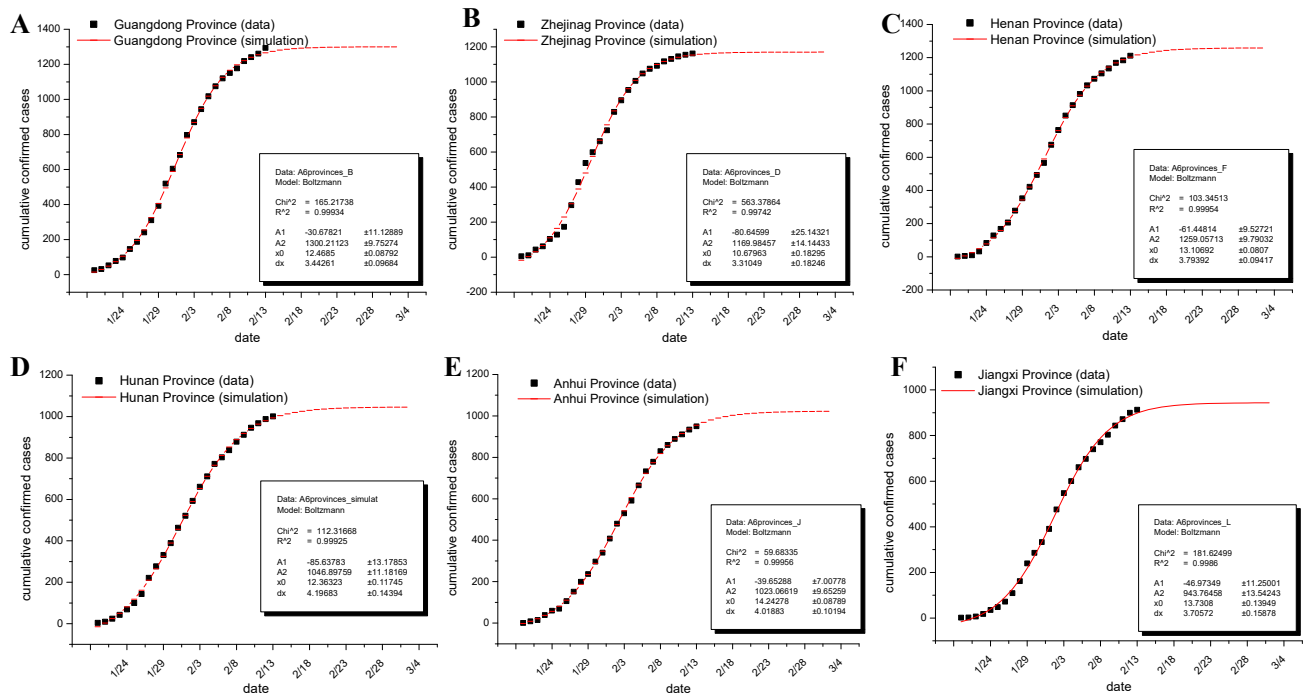 A
Guangdong Province (data)
Guangdong Province (simulation)
cumulative confirmed cases
1400
1200
1000
800
600
400
200
0
Data: A6provinces_B
Model: Boltzmann
Chi^2 = 165.21738
R^2 = 0.99934
A1 -30.67821 ±11.12889
A2 1300.21123 ±9.75274
x0 12.4685 ±0.08792
dx 3.44261 ±0.09684
1/24 1/29 2/3 2/8 2/13 2/18 2/23 2/28 3/4
date
B
Zhejinag Province (data)
Zhejinag Province (simulation)
cumulative confirmed cases
1200
1000
800
600
400
200
0
-200
Data: A6provinces_D
Model: Boltzmann
Chi^2 = 563.37864
R^2 = 0.99742
A1 -80.64599 ±25.14321
A2 1169.98457 ±14.14433
x0 10.67963 ±0.18295
dx 3.31049 ±0.18246
1/24 1/29 2/3 2/8 2/13 2/18 2/23 2/28 3/4
date
C
Henan Province (data)
Henan Province (simulation)
cumulative confirmed cases
1400
1200
1000
800
600
400
200
0
-200
Data: A6provinces_F
Model: Boltzmann
Chi^2 = 103.34513
R^2 = 0.99954
A1 -61.44814 ±9.52721
A2 1259.05713 ±9.79032
x0 13.10692 ±0.0807
dx 3.79392 ±0.09417
1/24 1/29 2/3 2/8 2/13 2/18 2/23 2/28 3/4
date
D
Hunan Province (data)
Hunan Province (simulation)
cumulative confirmed cases
1200
1000
800
600
400
200
0
Data: A6provinces_simulat
Model: Boltzmann
Chi^2 = 112.31668
R^2 = 0.99925
A1 -85.63783 ±13.17853
A2 1046.89759 ±11.18169
x0 12.36323 ±0.11745
dx 4.19683 ±0.14394
1/24 1/29 2/3 2/8 2/13 2/18 2/23 2/28 3/4
date
E
Anhui Province (data)
Anhui Province (simulation)
cumulative confirmed cases
1200
1000
800
600
400
200
0
Data: A6provinces_J
Model: Boltzmann
Chi^2 = 59.68335
R^2 = 0.99956
A1 -39.65288 ±7.00778
A2 1023.06619 ±9.65259
x0 14.24278 ±0.08789
dx 4.01883 ±0.10194
1/24 1/29 2/3 2/8 2/13 2/18 2/23 2/28 3/4
date
F
Jiangxi Province (data)
Jiangxi Province (simulation)
cumulative confirmed cases
1000
800
600
400
200
0
Data: A6provinces_L
Model: Boltzmann
Chi^2 = 181.62499
R^2 = 0.9986
A1 -46.97349 ±11.25001
A2 943.76458 ±13.54243
x0 13.7308 ±0.13949
dx 3.70572 ±0.15878
1/24 1/29 2/3 2/8 2/13 2/18 2/23 2/28 3/4
date